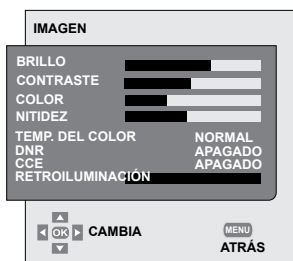 IMAGEN
BRILLO
CONTRASTE
COLOR
NITIDEZ
TEMP. DEL COLOR NORMAL
DNR APAGADO
CCE APAGADO
RETROILUMINACIÓN
OK CAMBIA MENU
ATRÁS